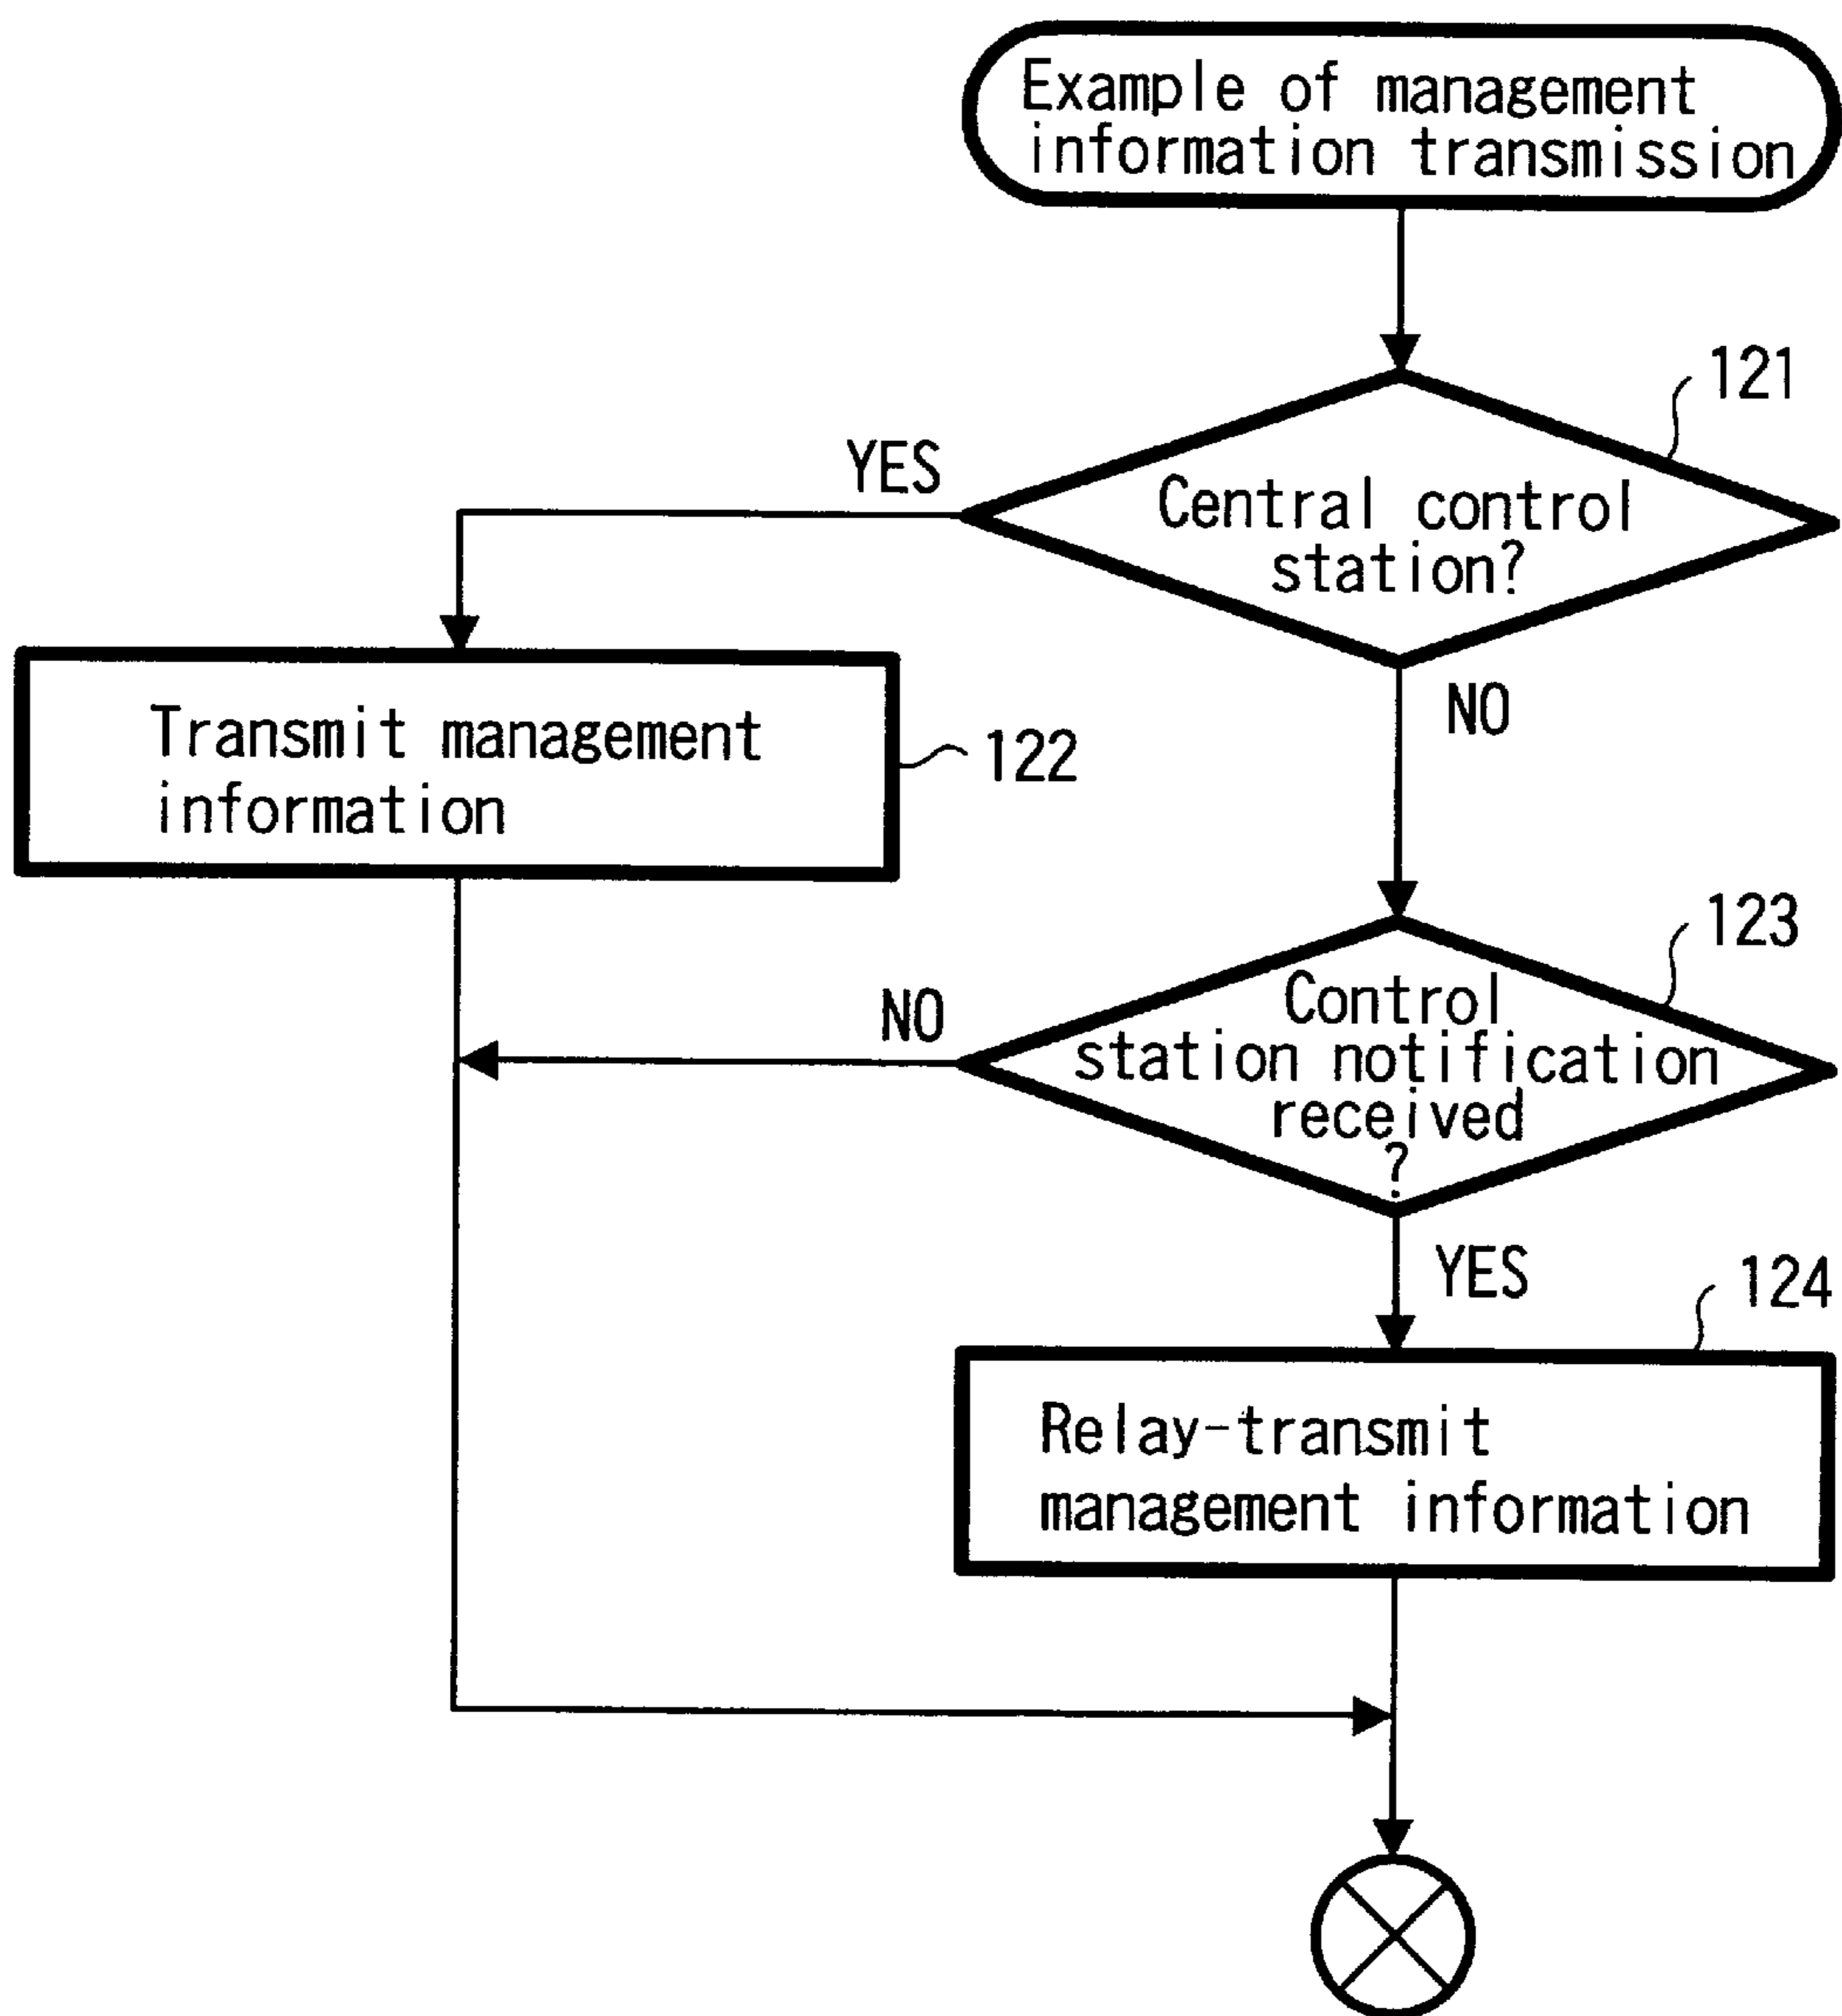 Example of management
information transmission
121
YES
Central control
station?
NO
Transmit management
information
122
123
NO
Control
station notification
received
?
YES
124
Relay-transmit
management information